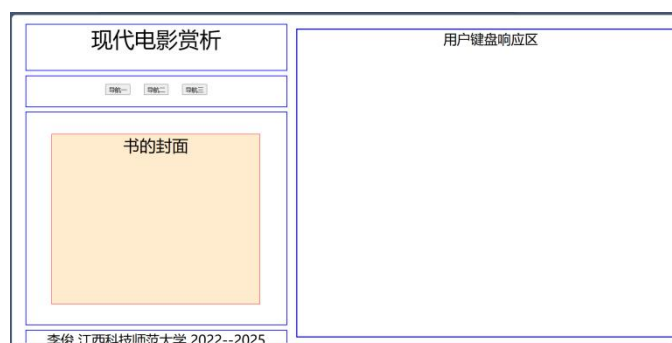 现代电影赏析
导航一 导航二 导航三
书的封面
李俊 江西科技师范大学 2022--2025
用户键盘响应区